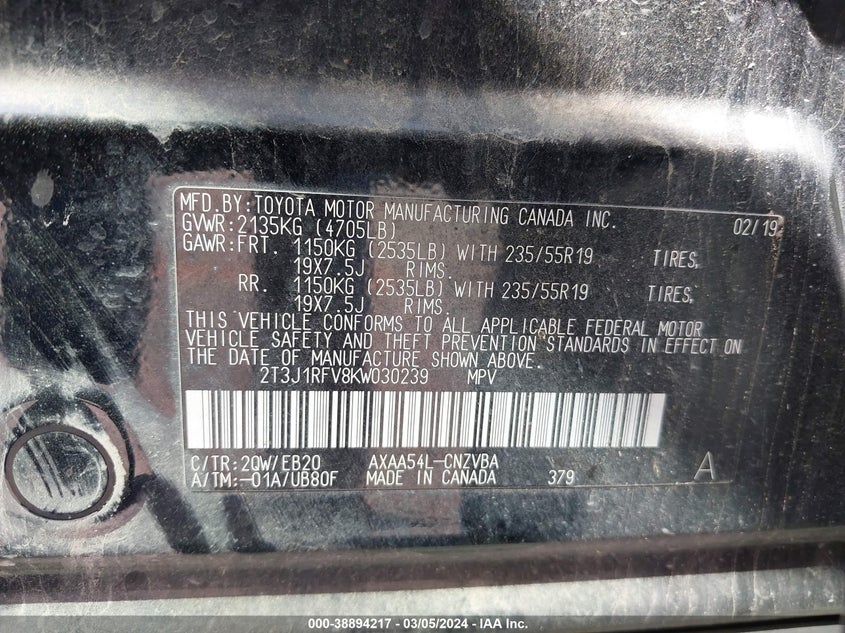 MFD.BY:TOYOTA MOTOR MANUFACTURING CANADA INC. 02/19
GVWR:2135KG (4705LB)
GAWR:FRT. 1150KG (2535LB) WITH 235/55R19 TIRES,
19X7.5J RIMS.
RR. 1150KG (2535LB) WITH 235/55R19 TIRES,
19X7.5J RIMS.
THIS VEHICLE CONFORMS TO ALL APPLICABLE FEDERAL MOTOR
VEHICLE SAFETY AND THEFT PREVENTION STANDARDS IN EFFECT ON
THE DATE OF MANUFACTURE SHOWN ABOVE.
2T3J1RFV8KW030239 MPV
C/TR:2QW/EB20 AXAA54L-CNZVBA A
A/TM:-01A/UB80F MADE IN CANADA 379
000-38894217 - 03/05/2024 - IAA Inc.